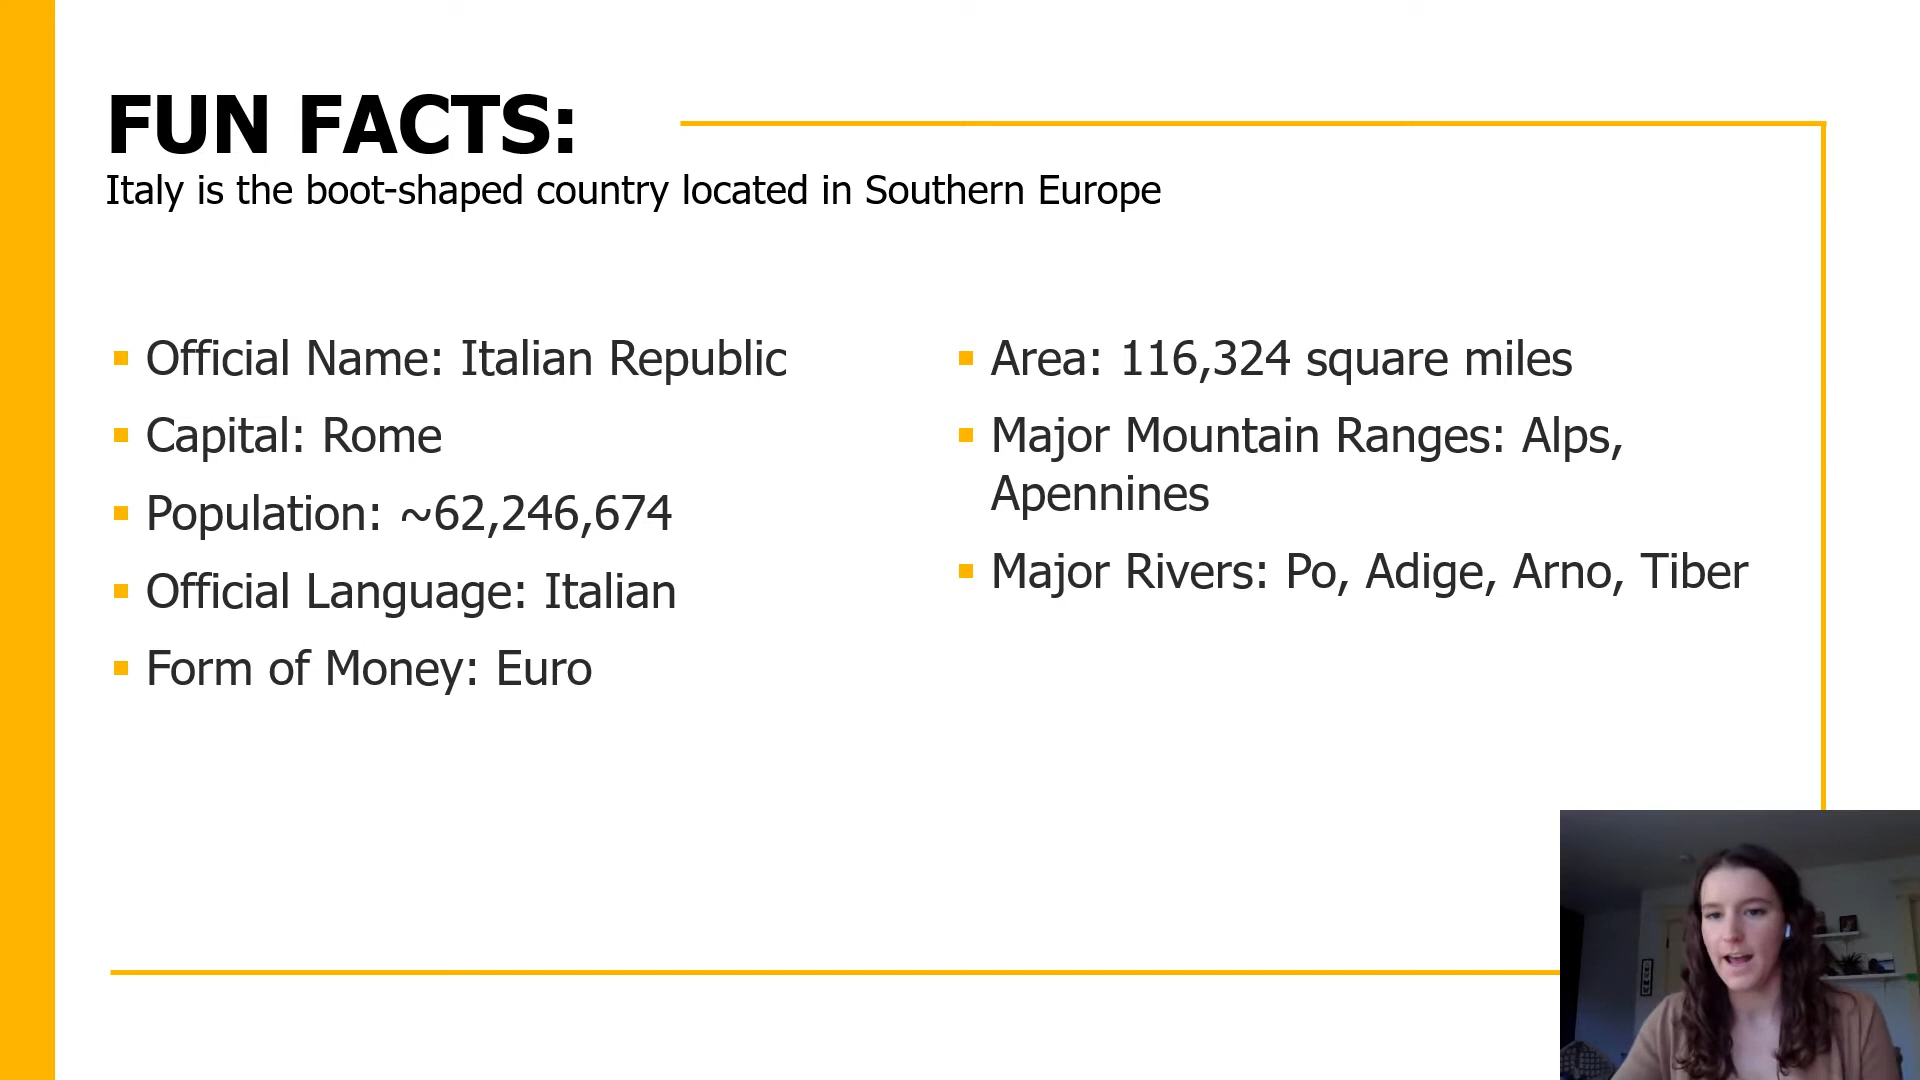 FUN FACTS:
Italy is the boot-shaped country located in Southern Europe
Official Name: Italian Republic
Capital: Rome
Population: ~62,246,674
Official Language: Italian
Form of Money: Euro
Area: 116,324 square miles
Major Mountain Ranges: Alps,
Apennines
Major Rivers: Po, Adige, Arno, Tiber